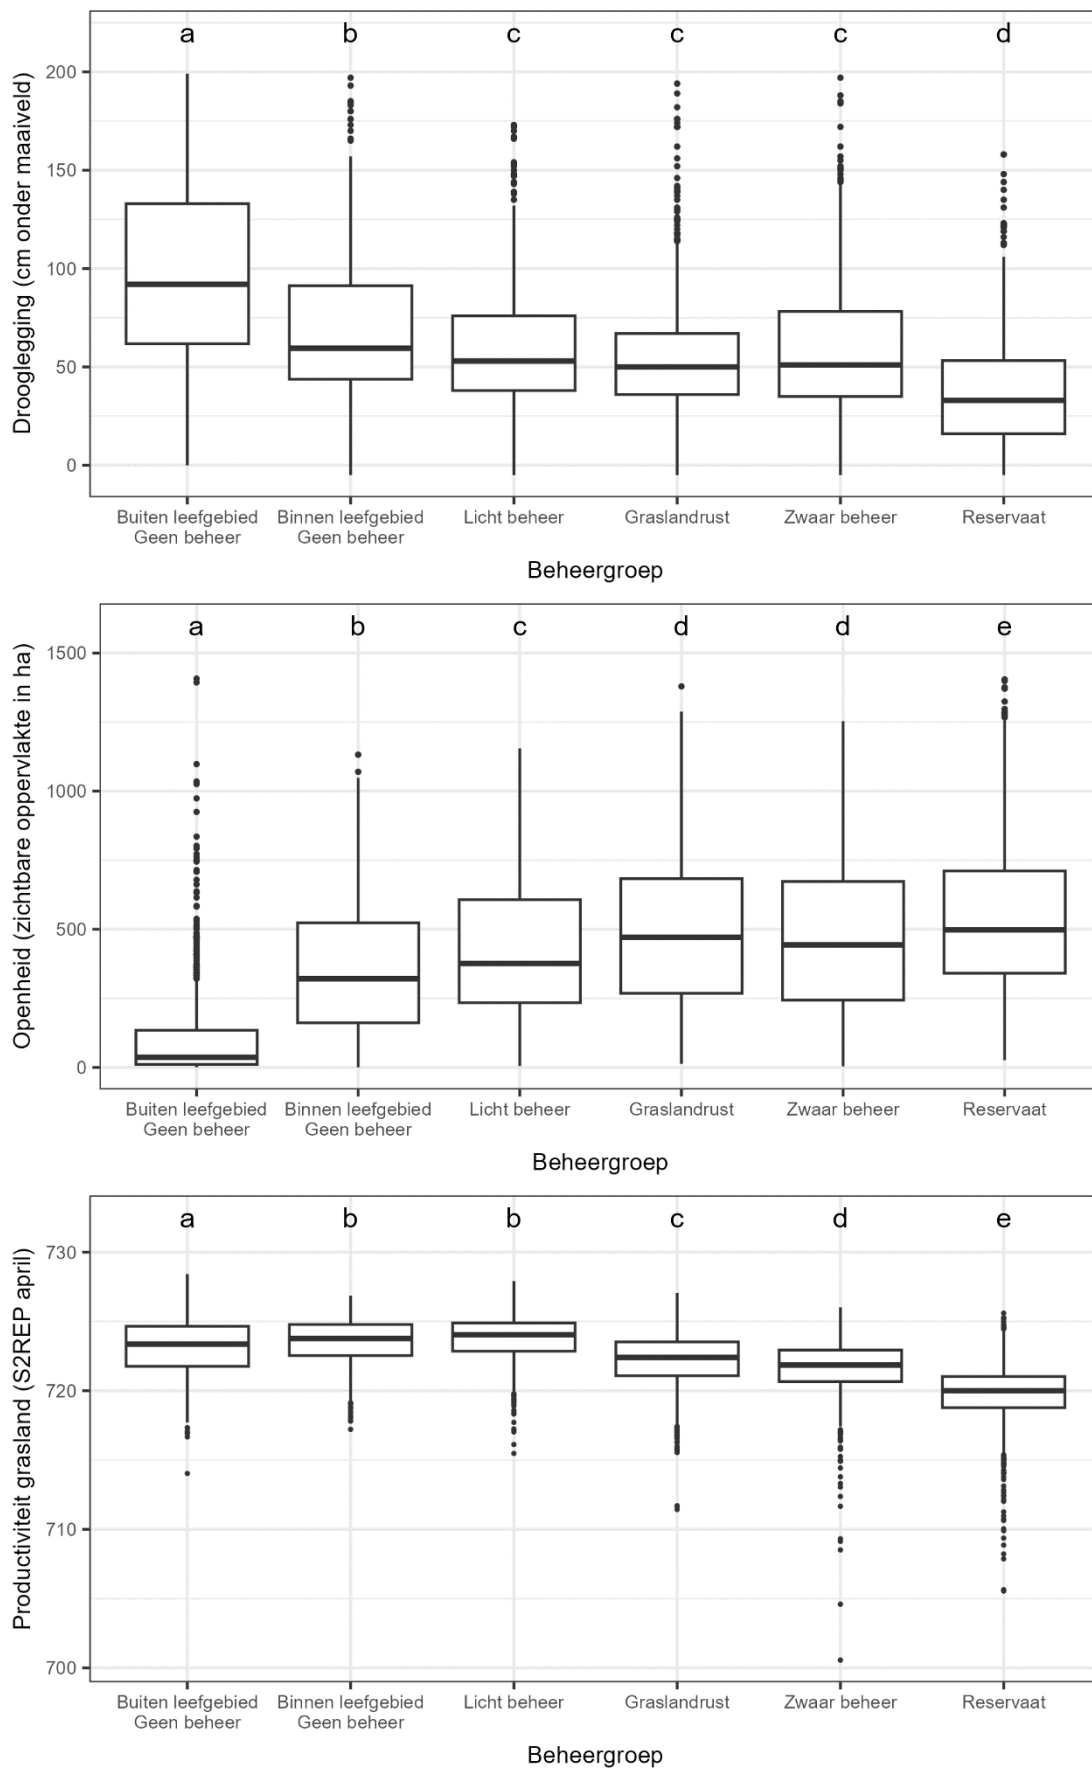 a b c c c d
Drooglegging (cm onder maaiveld)
200
150
100
50
0
Buiten leefgebied Binnen leefgebied Licht beheer Graslandrust Zwaar beheer Reservaat
Geen beheer Geen beheer
Beheergroep
a b c d d e
Openheid (zichtbare oppervlakte in ha)
1500
1000
500
0
Buiten leefgebied Binnen leefgebied Licht beheer Graslandrust Zwaar beheer Reservaat
Geen beheer Geen beheer
Beheergroep
a b b c d e
Productiviteit grasland (S2REP april)
730
720
710
700
Buiten leefgebied Binnen leefgebied Licht beheer Graslandrust Zwaar beheer Reservaat
Geen beheer Geen beheer
Beheergroep